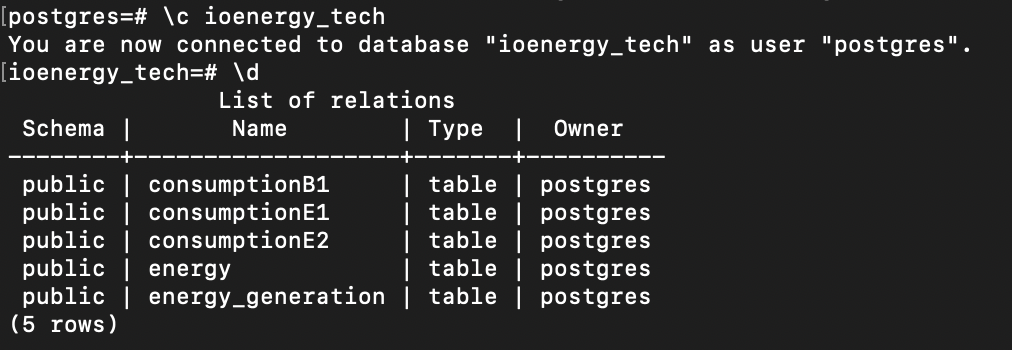 [postgres=# \c ioenergy_tech
You are now connected to database "ioenergy_tech" as user "postgres".
[ioenergy_tech=# \d
List of relations
Schema | Name | Type | Owner
--------+------------------+-------+----------
public | consumptionB1 | table | postgres
public | consumptionE1 | table | postgres
public | consumptionE2 | table | postgres
public | energy | table | postgres
public | energy_generation | table | postgres
(5 rows)